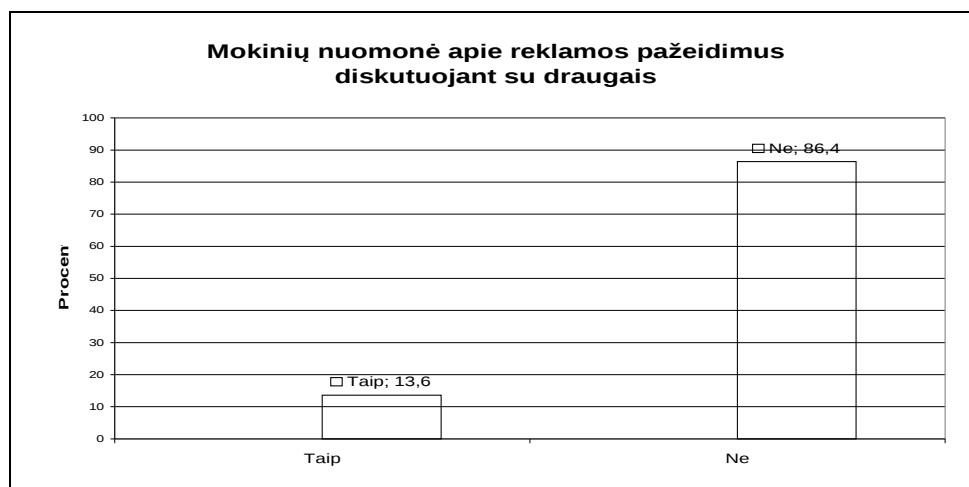 Mokinių nuomonė apie reklamos pažeidimus
diskutuojant su draugais
Procen
100
90
80
70
60
50
40
30
20
10
0
Taip; 13,6
Ne; 86,4
Taip
Ne